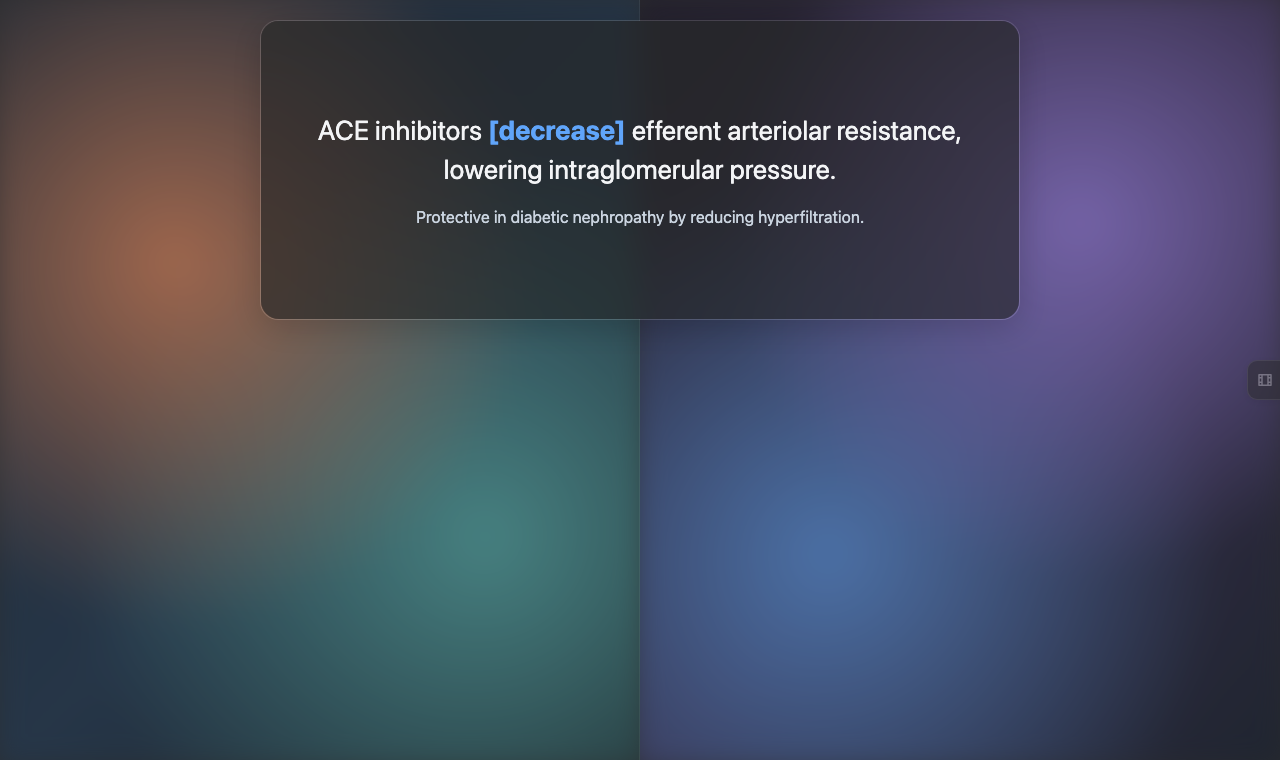 ACE inhibitors [decrease] efferent arteriolar resistance,
lowering intraglomerular pressure.
Protective in diabetic nephropathy by reducing hyperfiltration.